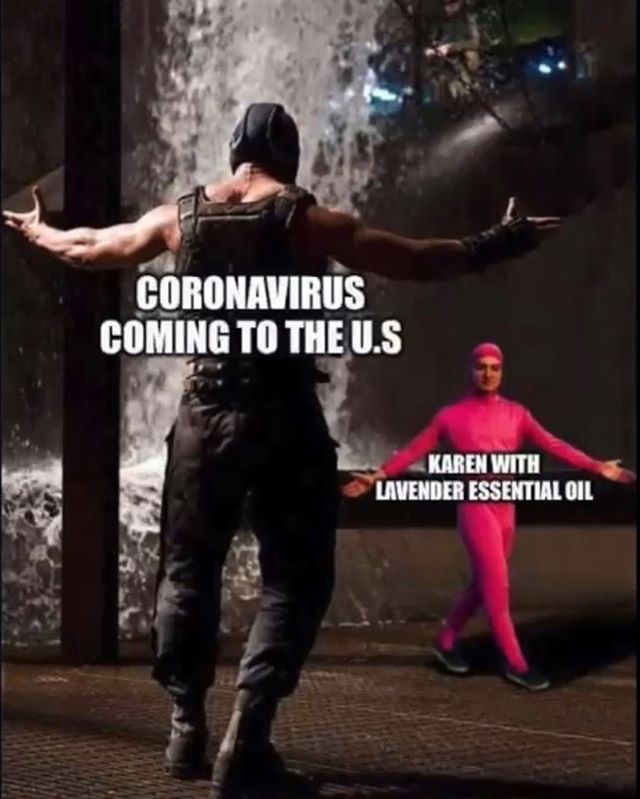 CORONAVIRUS
COMING TO THE U.S
KAREN WITH
LAVENDER ESSENTIAL OIL